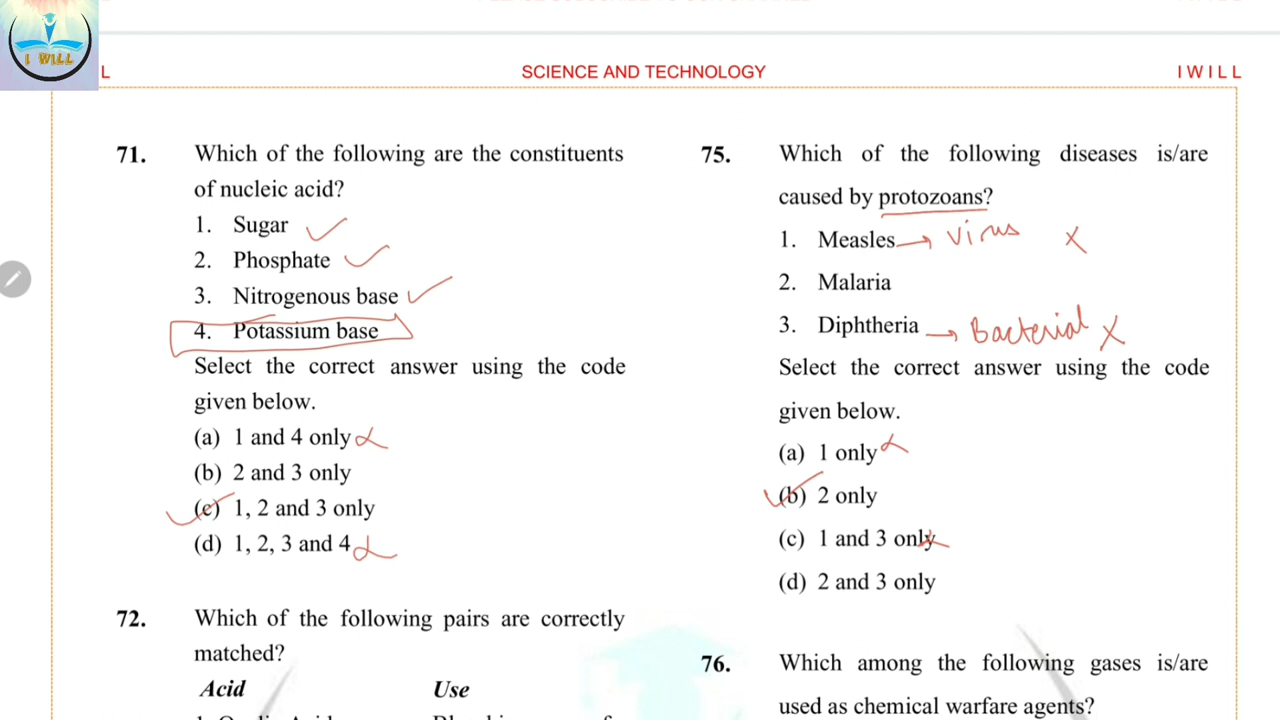 I WILL
L
SCIENCE AND TECHNOLOGY
I W I L L
71. Which of the following are the constituents
of nucleic acid?
1. Sugar
2. Phosphate
3. Nitrogenous base
4. Potassium base
Select the correct answer using the code
given below.
(a) 1 and 4 only
(b) 2 and 3 only
(c) 1, 2 and 3 only
(d) 1, 2, 3 and 4
72. Which of the following pairs are correctly
matched?
Acid Use
75. Which of the following diseases is/are
caused by protozoans?
1. Measles → virus x
2. Malaria
3. Diphtheria → Bacterial x
Select the correct answer using the code
given below.
(a) 1 only
(b) 2 only
(c) 1 and 3 only
(d) 2 and 3 only
76. Which among the following gases is/are
used as chemical warfare agents?